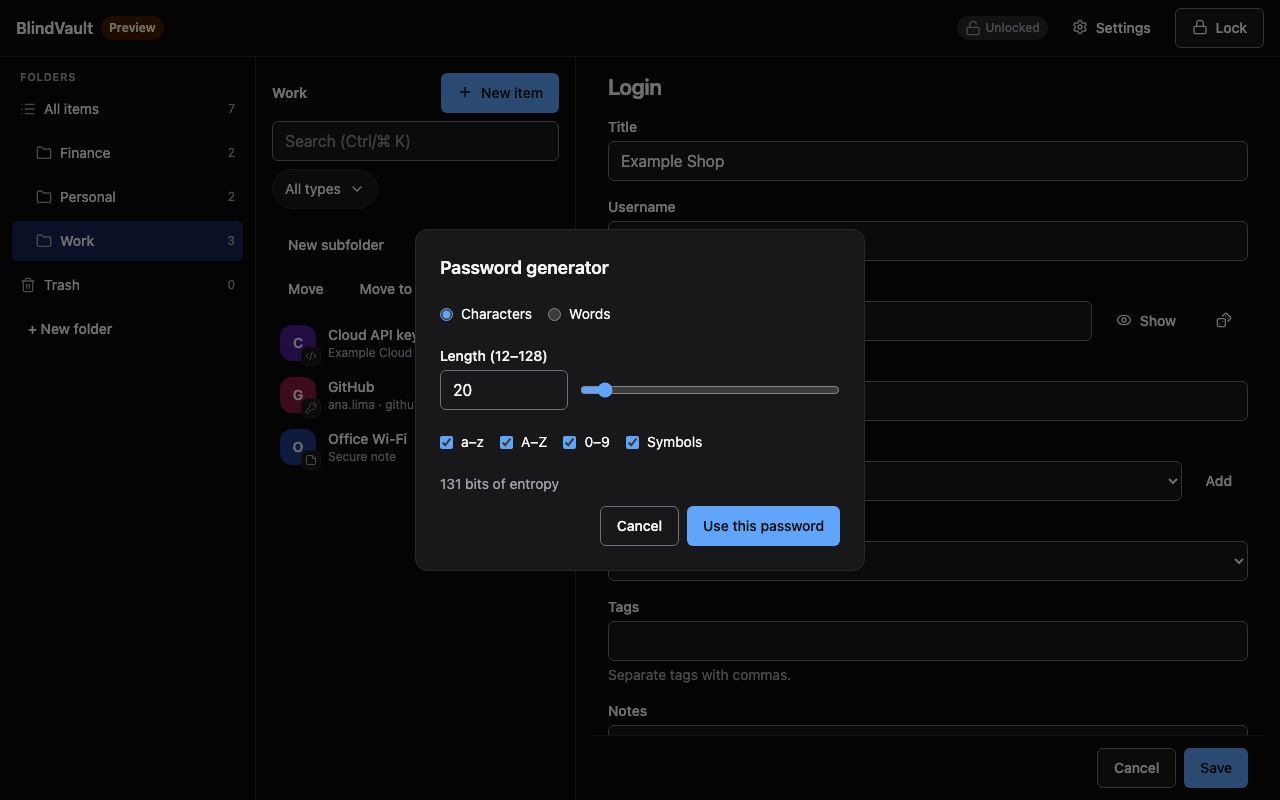 BlindVault Preview
Unlocked Settings Lock
FOLDERS
All items 7
Finance 2
Personal 2
Work 3
Trash 0
+ New folder
Work
+ New item
Search (Ctrl/⌘ K)
All types
New subfolder
Move Move to
C Cloud API key
Example Cloud
G GitHub
ana.lima · github
O Office Wi-Fi
Secure note
Login
Title
Example Shop
Username
Show
Add
Tags
Separate tags with commas.
Notes
Cancel Save
Password generator
Characters Words
Length (12–128)
20
a–z A–Z 0–9 Symbols
131 bits of entropy
Cancel Use this password